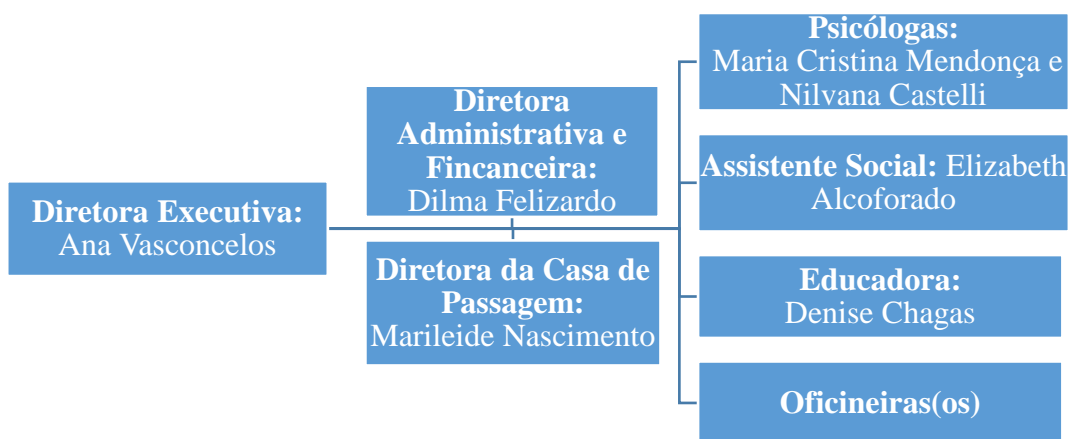 Diretora Executiva:
Ana Vasconcelos
Diretora
Administrativa e
Fincanceira:
Dilma Felizardo
Diretora da Casa de
Passagem:
Marileide Nascimento
Psicólogas:
Maria Cristina Mendonça e
Nilvana Castelli
Assistente Social: Elizabeth
Alcoforado
Educadora:
Denise Chagas
Oficineiras(os)